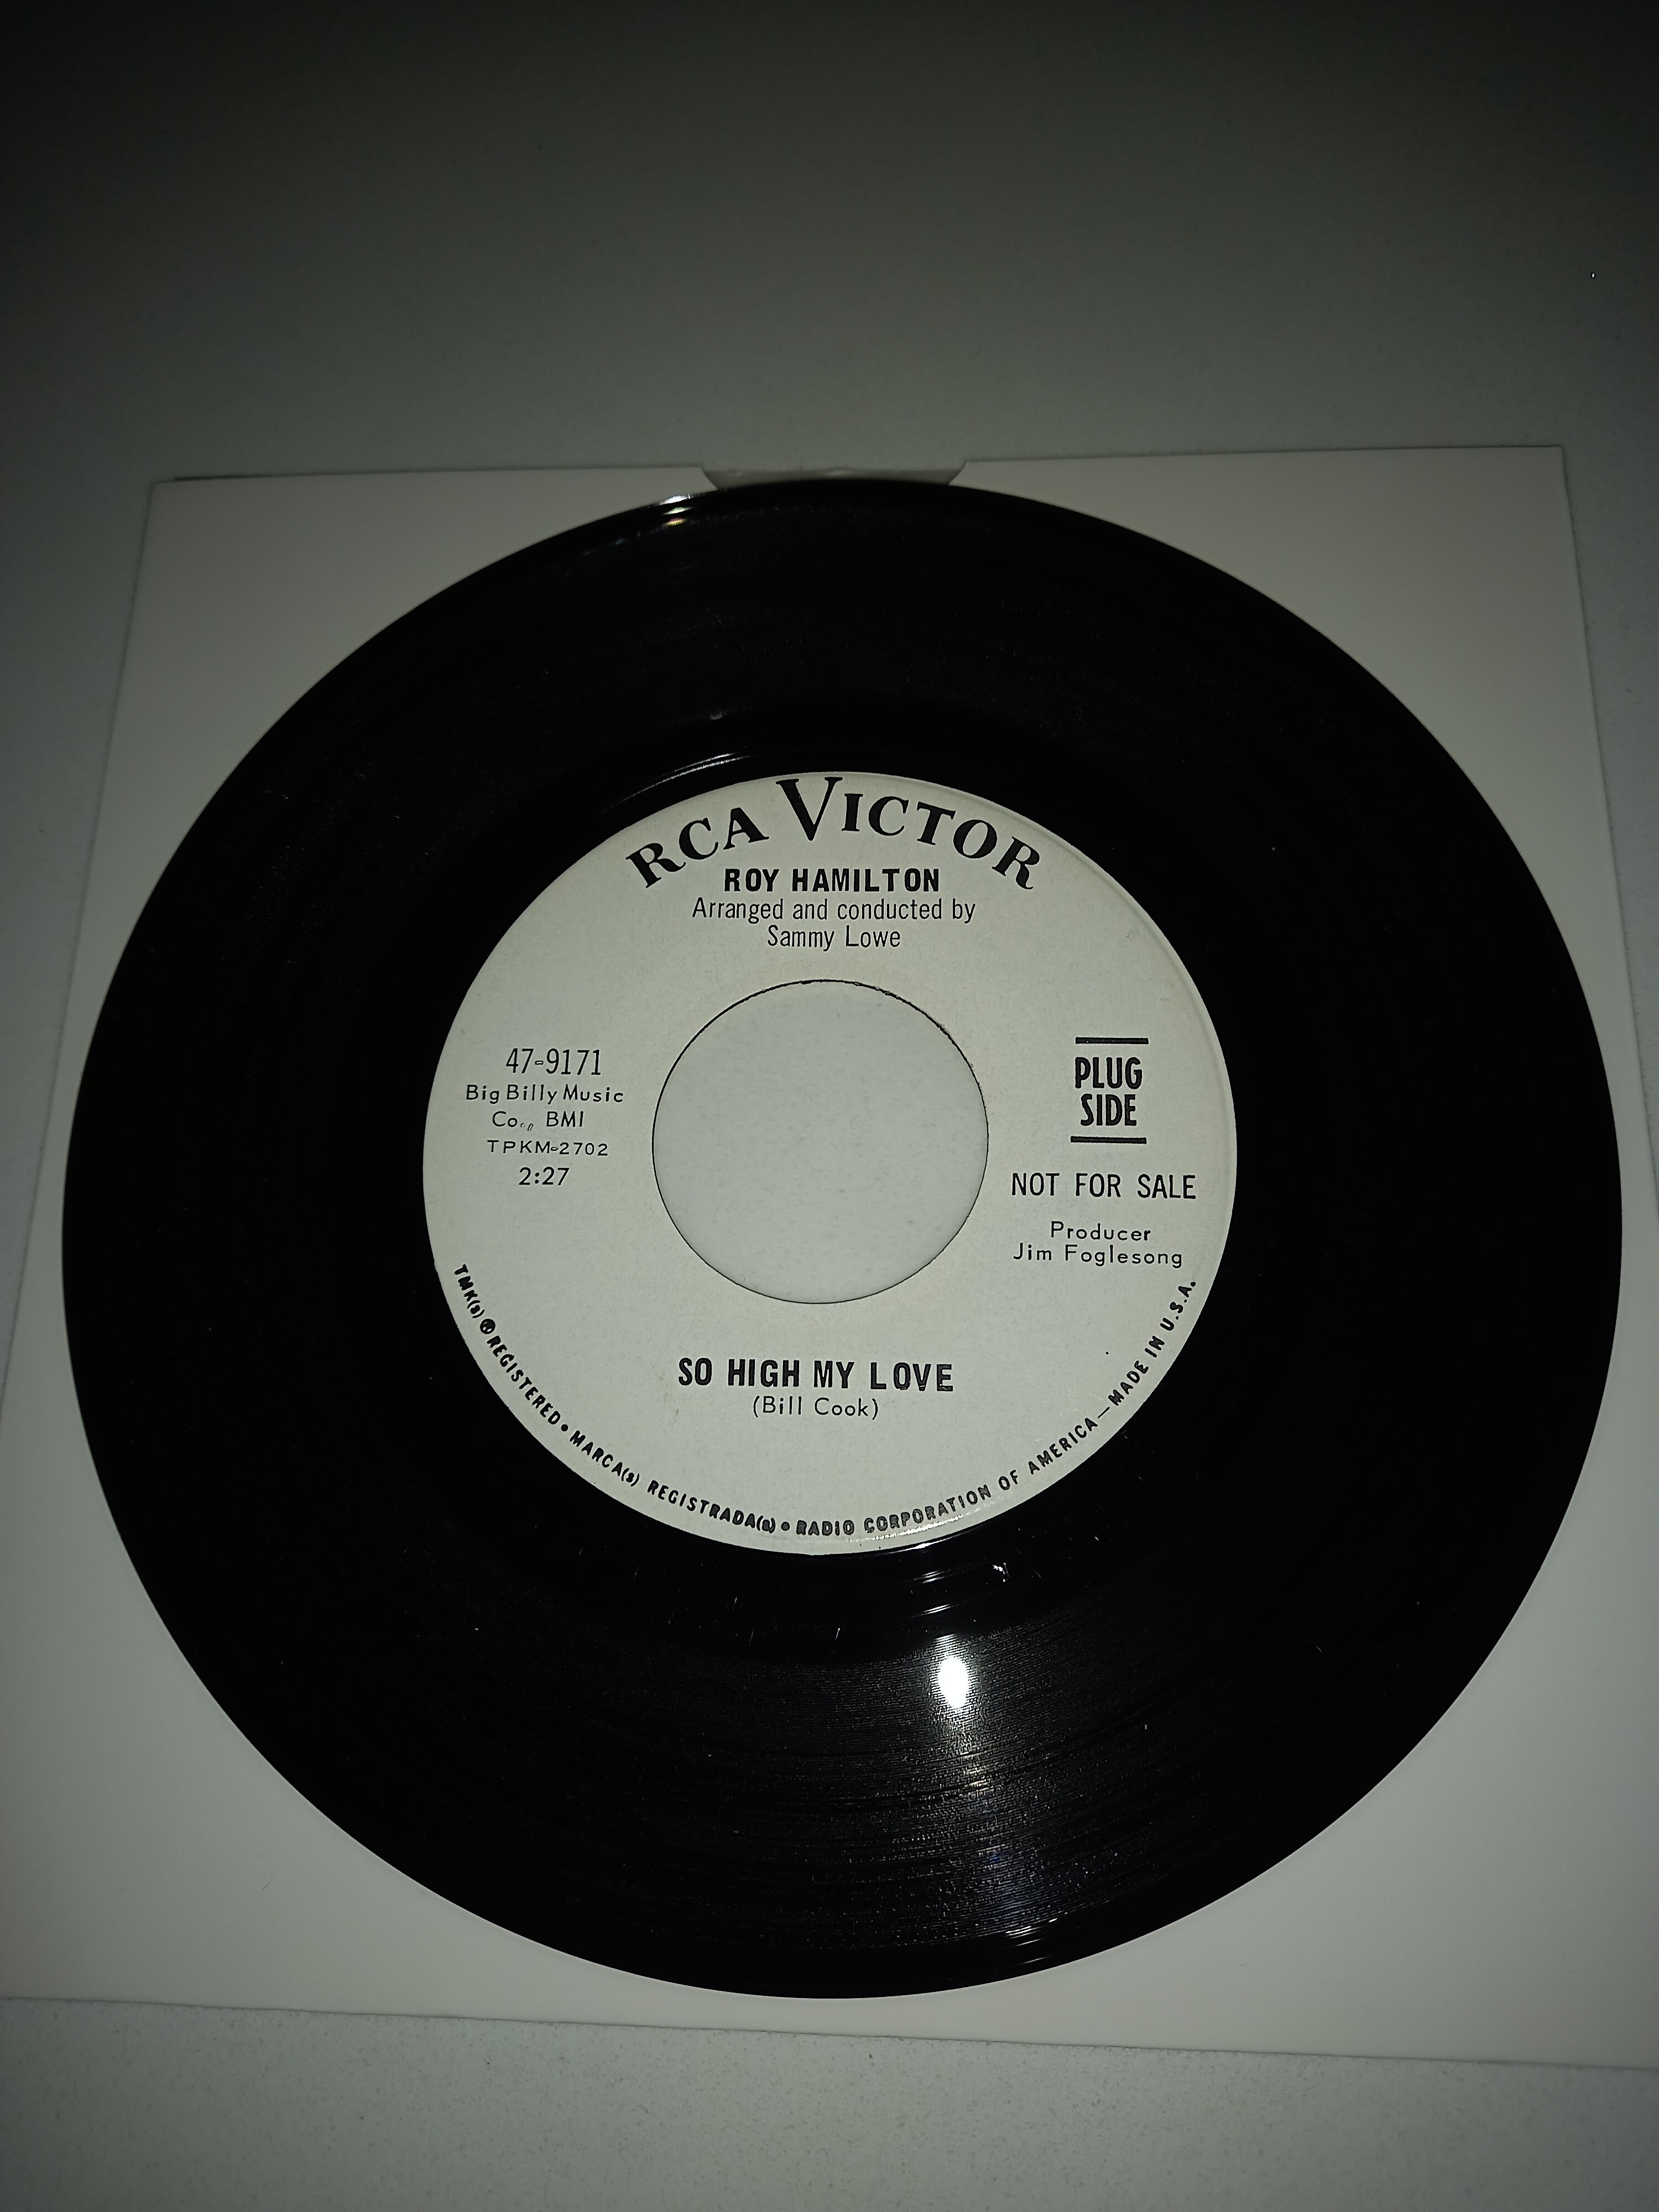 RCA VICTOR
ROY HAMILTON
Arranged and conducted by
Sammy Lowe
47-9171
Big Billy Music
Co., BMI
TPKM-2702
2:27
PLUG
SIDE
NOT FOR SALE
Producer
Jim Foglesong
SO HIGH MY LOVE
(Bill Cook)
TMK(s) ® REGISTERED • MARCA(s) REGISTRADA(s) • RADIO CORPORATION OF AMERICA — MADE IN U.S.A.